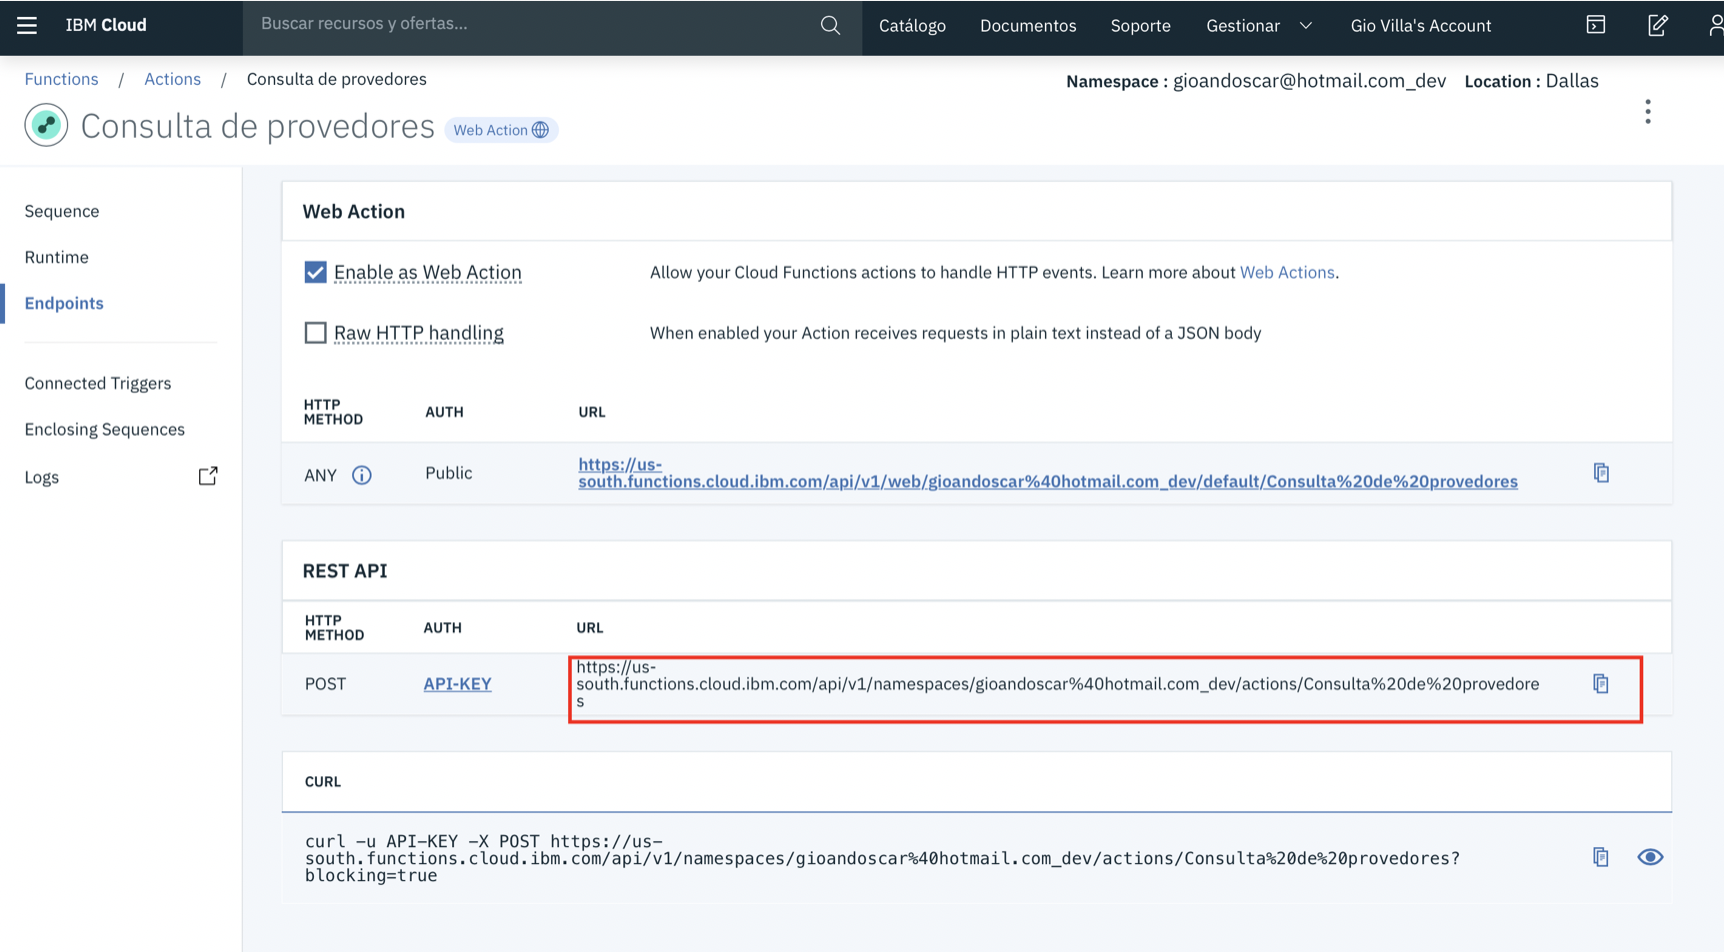 IBM Cloud
Buscar recursos y ofertas...
Catálogo
Documentos
Soporte
Gestionar
Gio Villa's Account
Functions / Actions / Consulta de provedores
Namespace : gioandoscar@hotmail.com_dev Location : Dallas
Consulta de provedores
Web Action
Sequence
Runtime
Endpoints
Connected Triggers
Enclosing Sequences
Logs
Web Action
Enable as Web Action
Allow your Cloud Functions actions to handle HTTP events. Learn more about Web Actions.
Raw HTTP handling
When enabled your Action receives requests in plain text instead of a JSON body
HTTP
METHOD
AUTH
URL
ANY
Public
https://us-
south.functions.cloud.ibm.com/api/v1/web/gioandoscar%40hotmail.com_dev/default/Consulta%20de%20provedores
REST API
HTTP
METHOD
AUTH
URL
POST
API-KEY
https://us-
south.functions.cloud.ibm.com/api/v1/namespaces/gioandoscar%40hotmail.com_dev/actions/Consulta%20de%20provedore
s
CURL
curl -u API-KEY -X POST https://us-
south.functions.cloud.ibm.com/api/v1/namespaces/gioandoscar%40hotmail.com_dev/actions/Consulta%20de%20provedores?
blocking=true